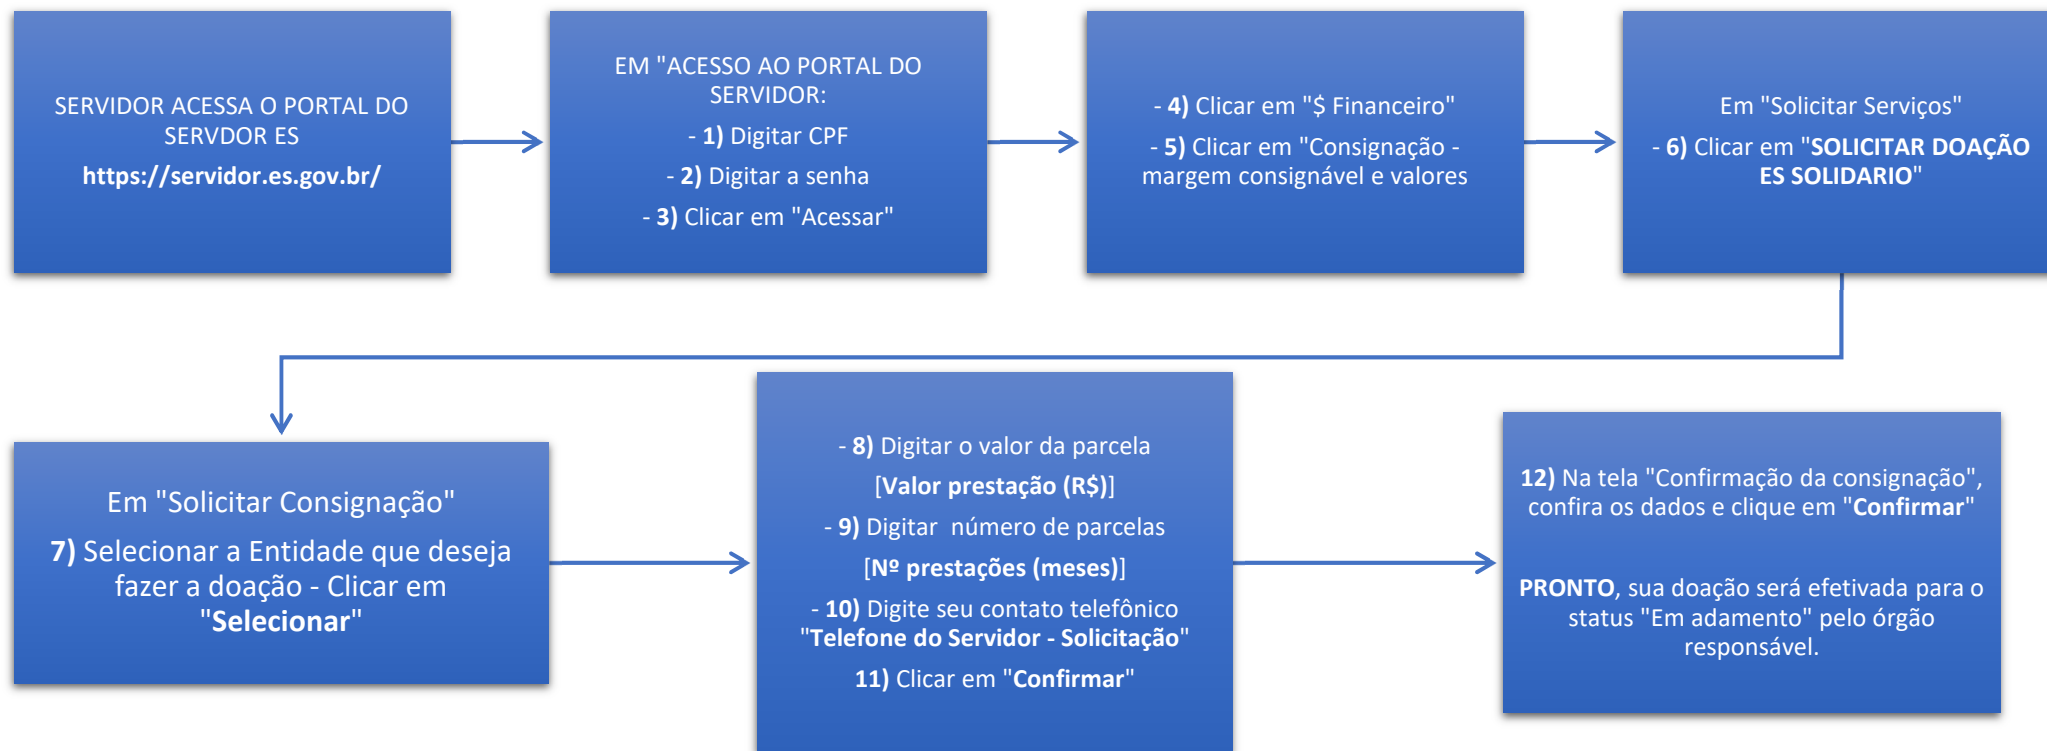 SERVIDOR ACESSA O PORTAL DO
SERVDOR ES
https://servidor.es.gov.br/
EM "ACESSO AO PORTAL DO
SERVIDOR:
- 1) Digitar CPF
- 2) Digitar a senha
- 3) Clicar em "Acessar"
- 4) Clicar em "$ Financeiro"
- 5) Clicar em "Consignação -
margem consignável e valores
Em "Solicitar Serviços"
- 6) Clicar em "SOLICITAR DOAÇÃO
ES SOLIDARIO"
Em "Solicitar Consignação"
7) Selecionar a Entidade que deseja
fazer a doação - Clicar em
"Selecionar"
- 8) Digitar o valor da parcela
[Valor prestação (R$)]
- 9) Digitar número de parcelas
[Nº prestações (meses)]
- 10) Digite seu contato telefônico
"Telefone do Servidor - Solicitação"
11) Clicar em "Confirmar"
12) Na tela "Confirmação da consignação",
confira os dados e clique em "Confirmar"
PRONTO, sua doação será efetivada para o
status "Em adamento" pelo órgão
responsável.